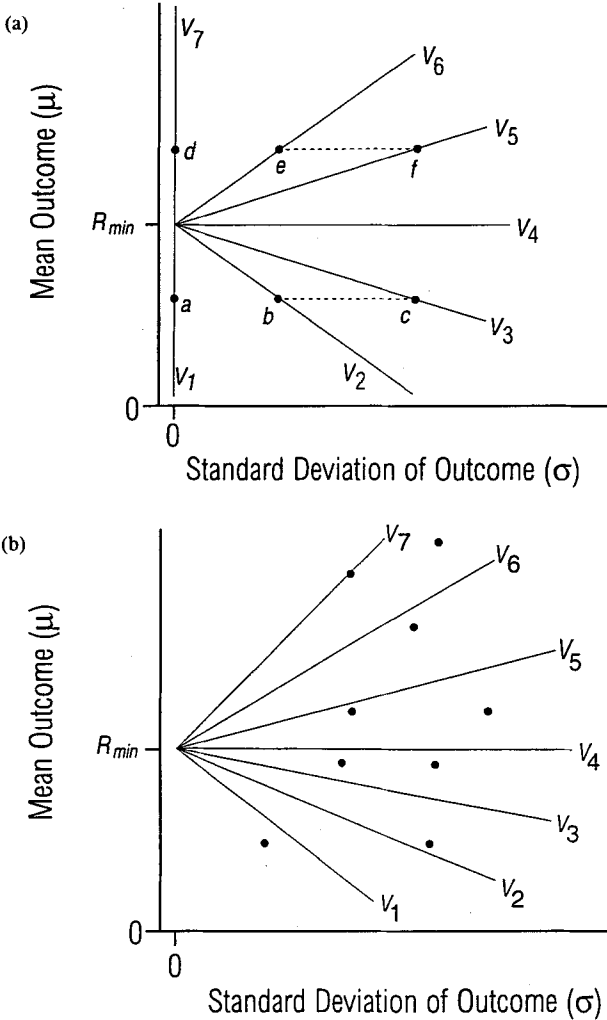 (a)
V7
V6
d
e
f
V5
Mean Outcome (μ)
Rmin
V4
a
b
c
V3
V1
V2
0
0
Standard Deviation of Outcome (σ)
(b)
V7
V6
V5
Mean Outcome (μ)
Rmin
V4
V3
V2
V1
0
0
Standard Deviation of Outcome (σ)